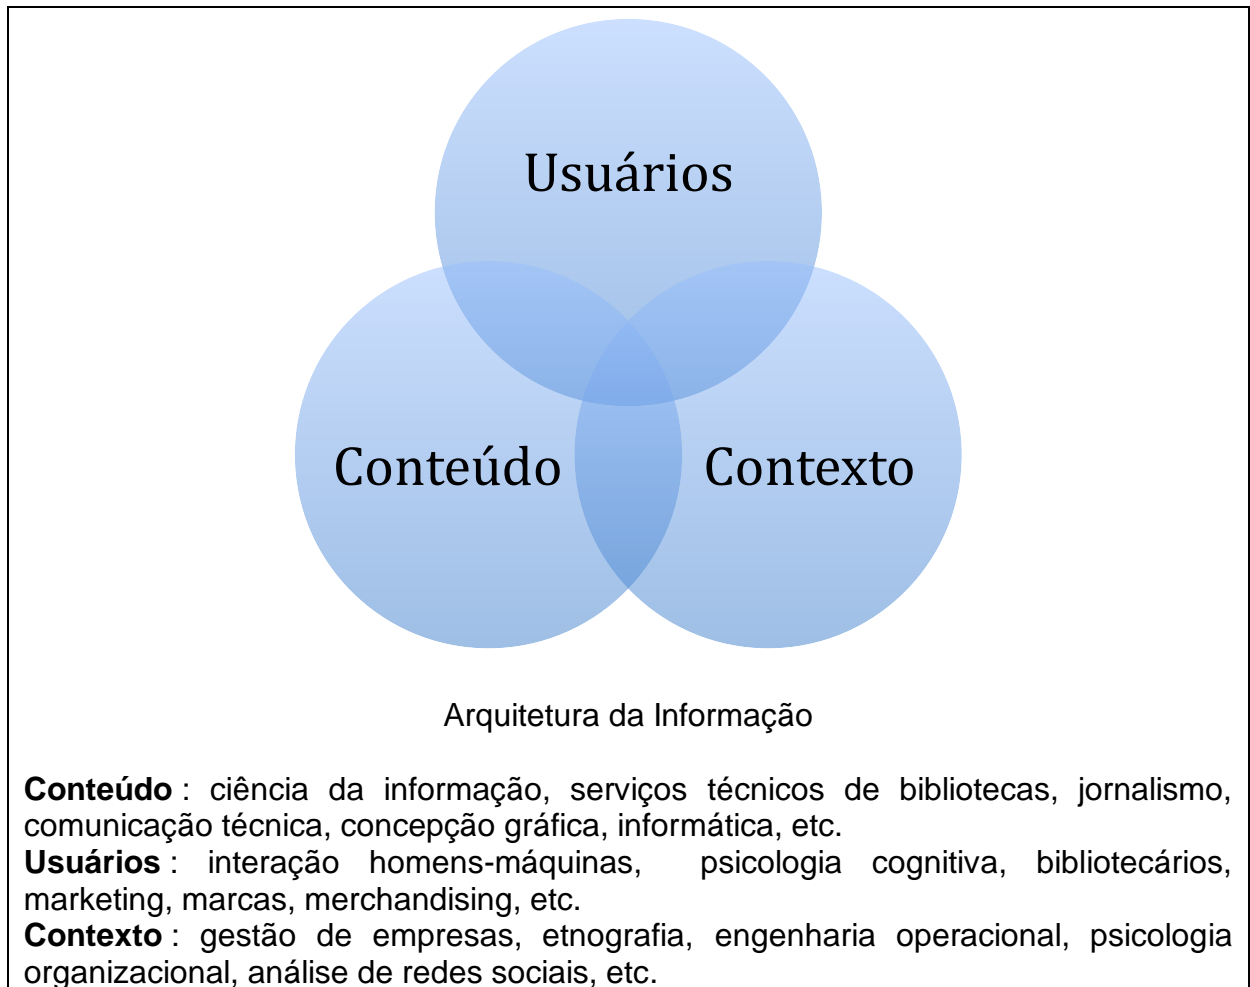 Usuários
Conteúdo
Contexto
Arquitetura da Informação
Conteúdo : ciência da informação, serviços técnicos de bibliotecas, jornalismo,
comunicação técnica, concepção gráfica, informática, etc.
Usuários : interação homens-máquinas, psicologia cognitiva, bibliotecários,
marketing, marcas, merchandising, etc.
Contexto : gestão de empresas, etnografia, engenharia operacional, psicologia
organizacional, análise de redes sociais, etc.